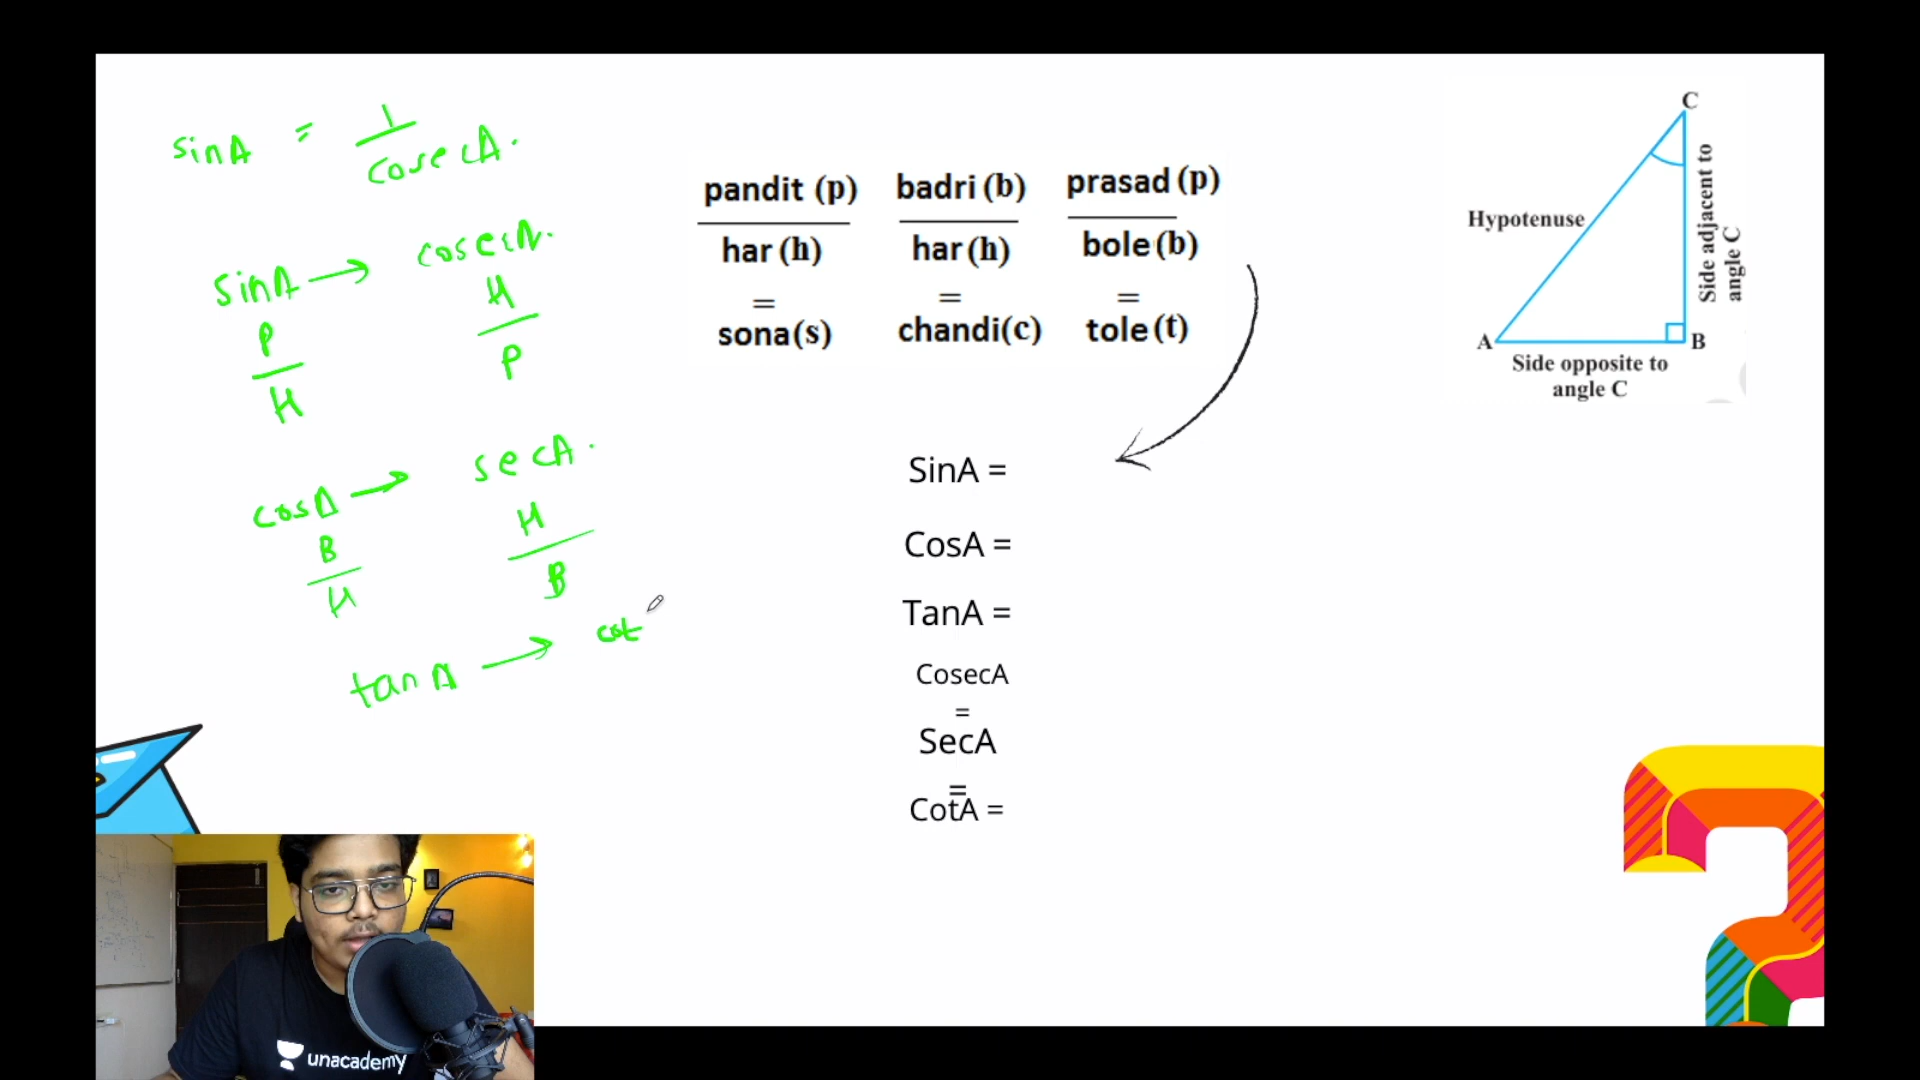 sinA = 1
cosecA.
sinA → cosecA.
P H
H P
cosA → secA.
B H
H B
tanA → cot
pandit (p) badri (b) prasad (p)
har (h) har (h) bole (b)
= = =
sona(s) chandi(c) tole (t)
SinA =
CosA =
TanA =
CosecA
=
SecA
=
CotA =
C
Hypotenuse
Side adjacent to
angle C
A B
Side opposite to
angle C
unacademy